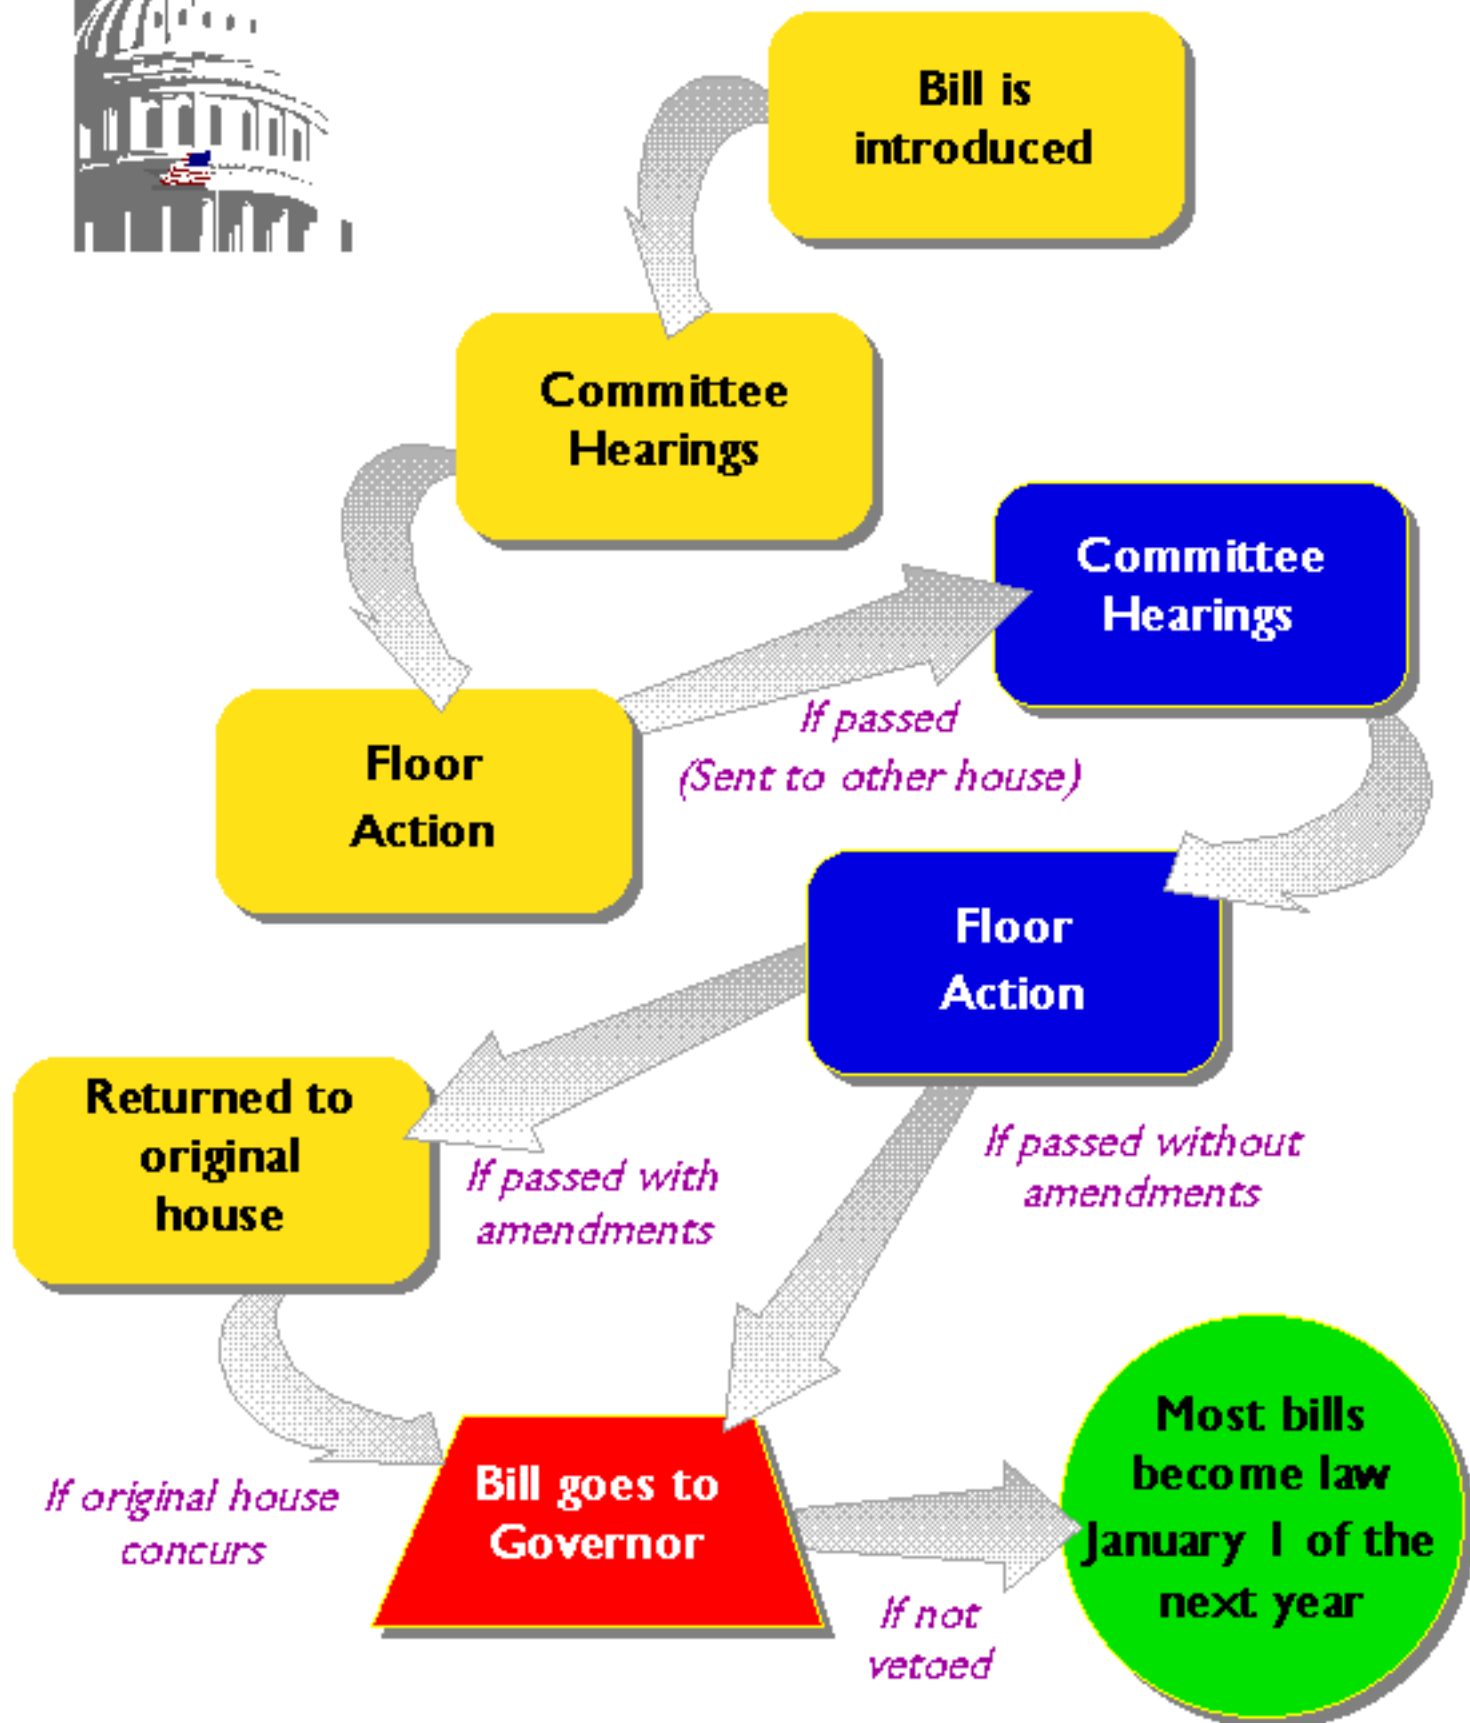 Bill is
introduced
Committee
Hearings
Committee
Hearings
If passed
(Sent to other house)
Floor
Action
Floor
Action
Returned to
original
house
If passed with
amendments
If passed without
amendments
If original house
concurs
Bill goes to
Governor
If not
vetoed
Most bills
become law
January 1 of the
next year